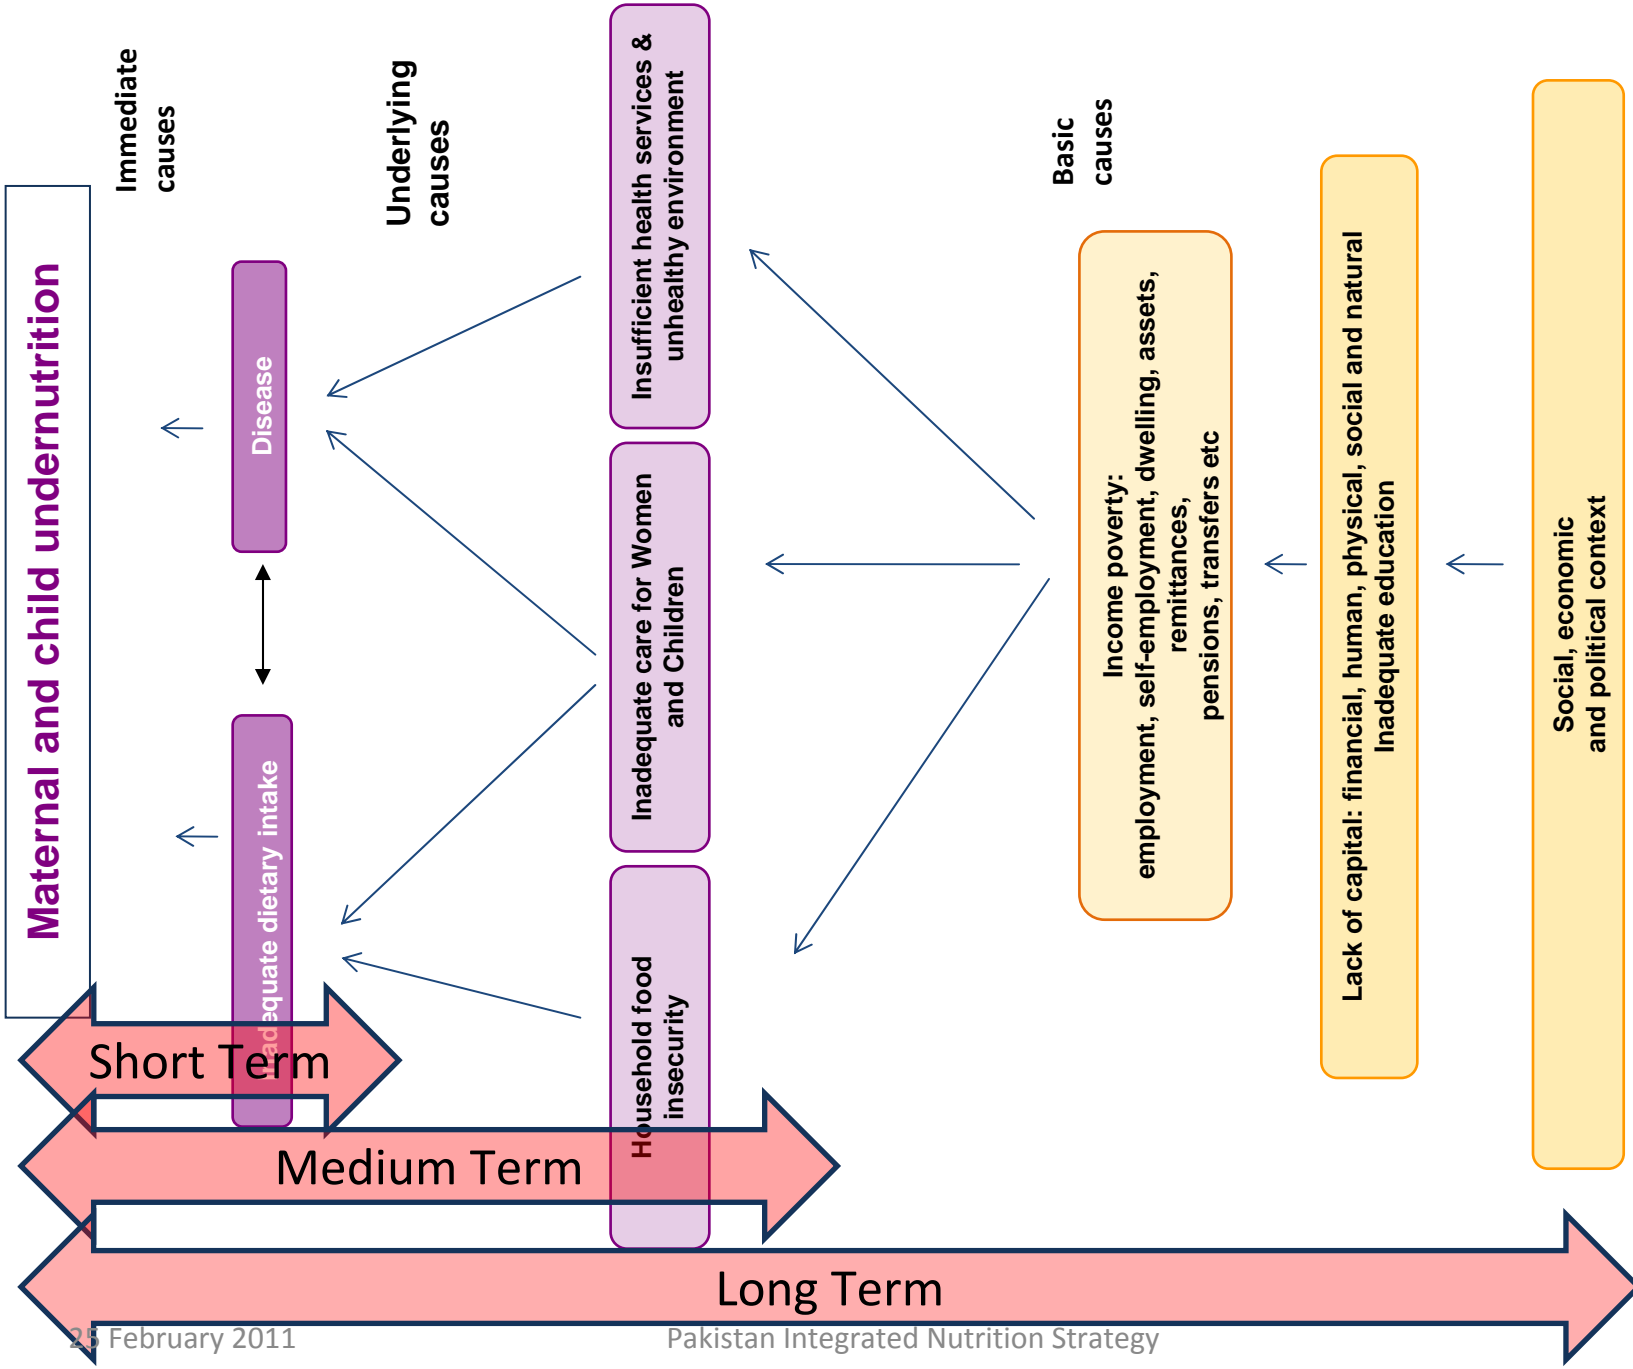 Maternal and child undernutrition
Immediate
causes
Disease
Inadequate dietary intake
Underlying
causes
Insufficient health services &
unhealthy environment
Inadequate care for Women
and Children
Household food
insecurity
Basic
causes
Income poverty:
employment, self-employment, dwelling, assets,
remittances,
pensions, transfers etc
Lack of capital: financial, human, physical, social and natural
Inadequate education
Social, economic
and political context
Short Term
Medium Term
Long Term
25 February 2011
Pakistan Integrated Nutrition Strategy